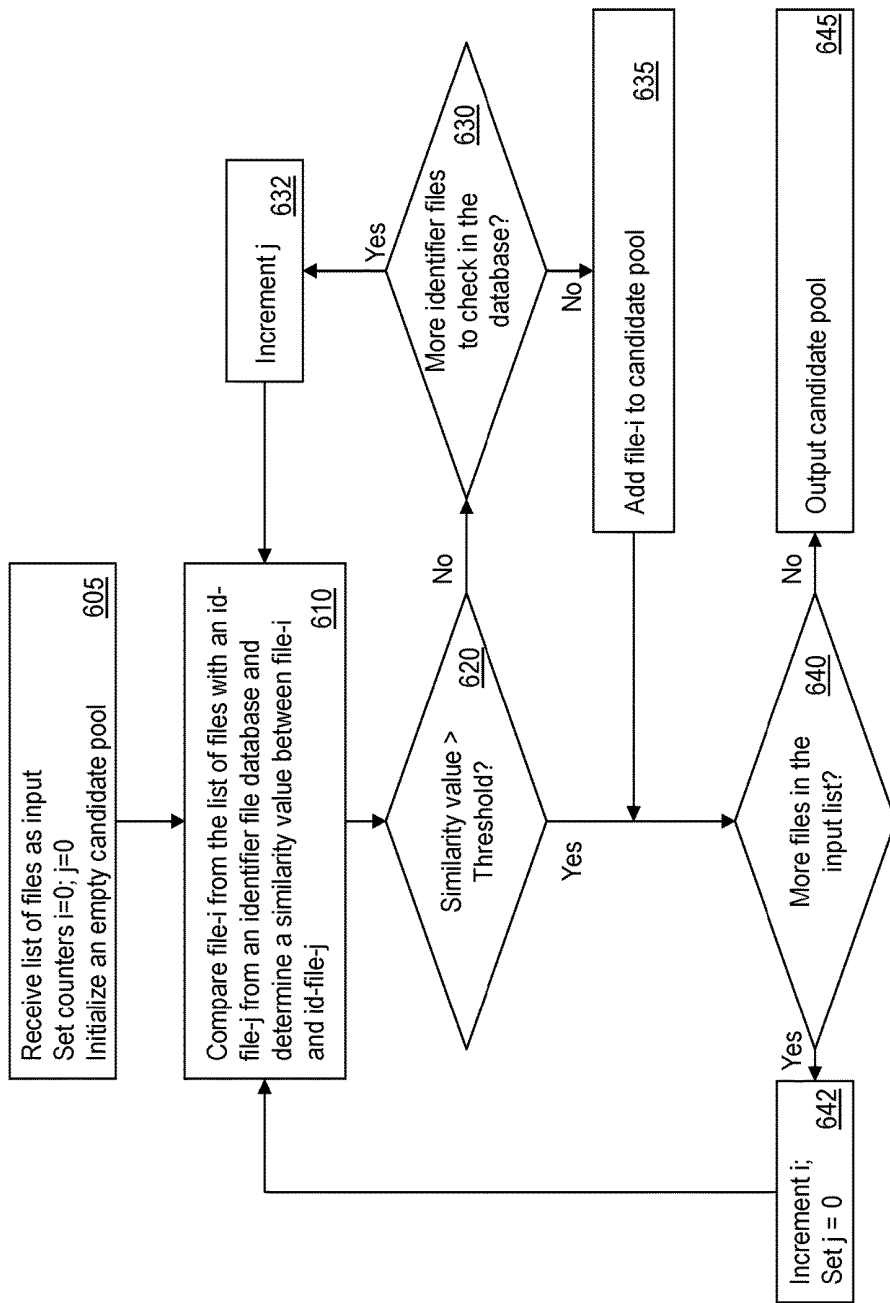 Receive list of files as input
Set counters i=0; j=0
Initialize an empty candidate pool
605
Compare file-i from the list of files with an id-
file-j from an identifier file database and
determine a similarity value between file-i
and id-file-j
610
Increment j
632
Similarity value >
Threshold?
620
No
Yes
More identifier files
to check in the
database?
630
Yes
No
Add file-i to candidate pool
635
More files in the
input list?
640
Yes
No
Increment i;
Set j = 0
642
Output candidate pool
645